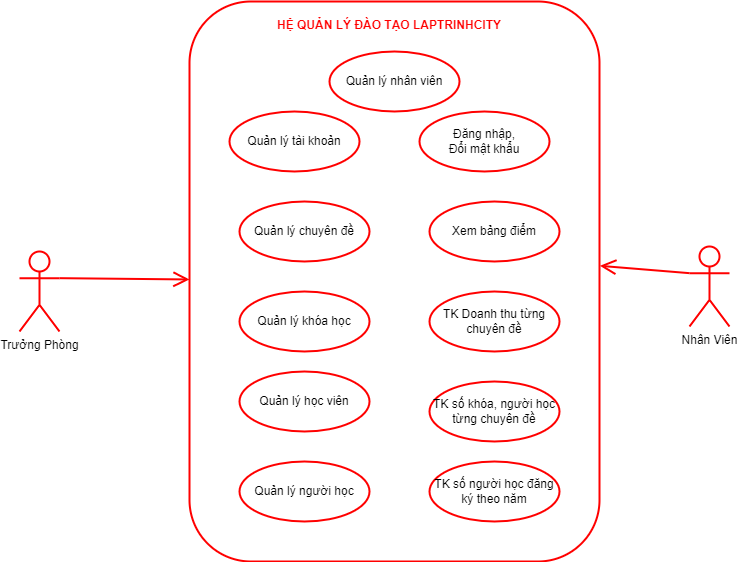 HỆ QUẢN LÝ ĐÀO TẠO LAPTRINHCITY
Quản lý nhân viên
Quản lý tài khoản
Đăng nhập,
Đổi mật khẩu
Quản lý chuyên đề
Xem bảng điểm
Quản lý khóa học
TK Doanh thu từng
chuyên đề
Trưởng Phòng
Nhân Viên
Quản lý học viên
TK số khóa, người học
từng chuyên đề
Quản lý người học
TK số người học đăng
ký theo năm